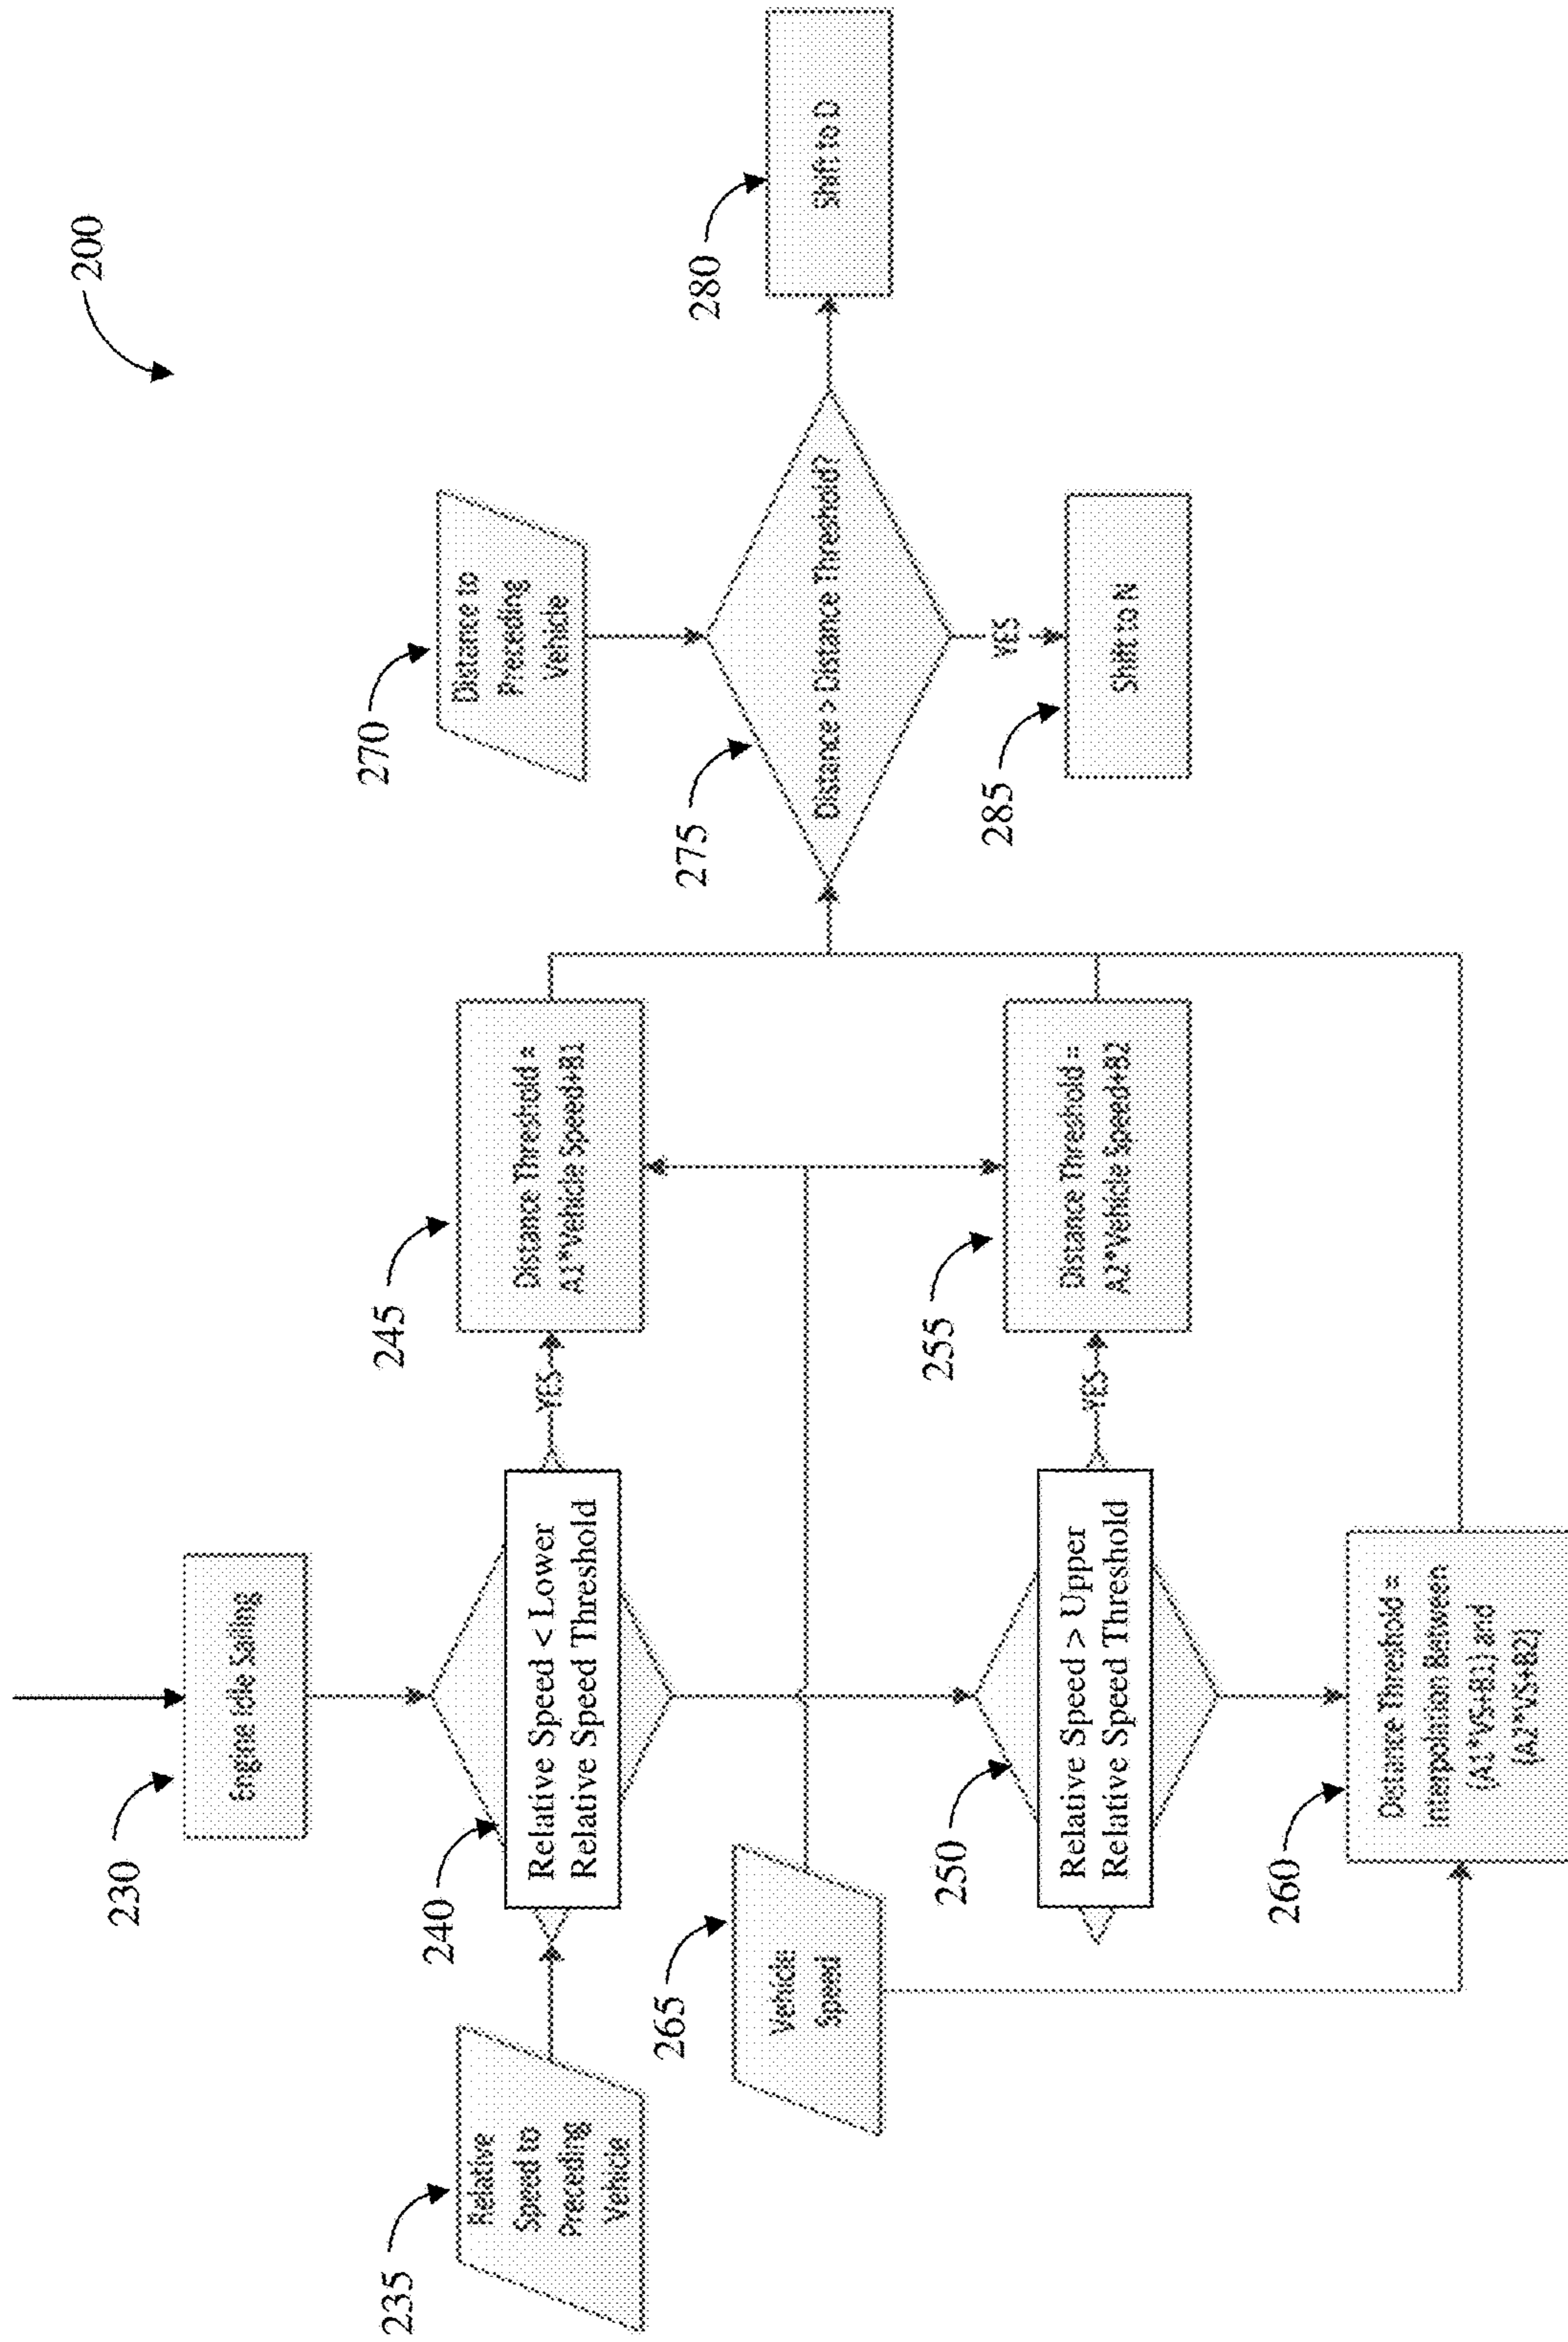 200
230
Engine Idle Sailing
235
Relative
Speed to
Preceding
Vehicle
240
Relative Speed < Lower
Relative Speed Threshold
YES
245
Distance Threshold =
A1*Vehicle Speed+B1
265
Vehicle
Speed
250
Relative Speed > Upper
Relative Speed Threshold
YES
255
Distance Threshold =
A2*Vehicle Speed+B2
260
Distance Threshold =
Interpolation Between
(A1*VS+B1) and
(A2*VS+B2)
270
Distance to
Preceding
Vehicle
275
Distance > Distance Threshold?
YES
280
Shift to D
285
Shift to N